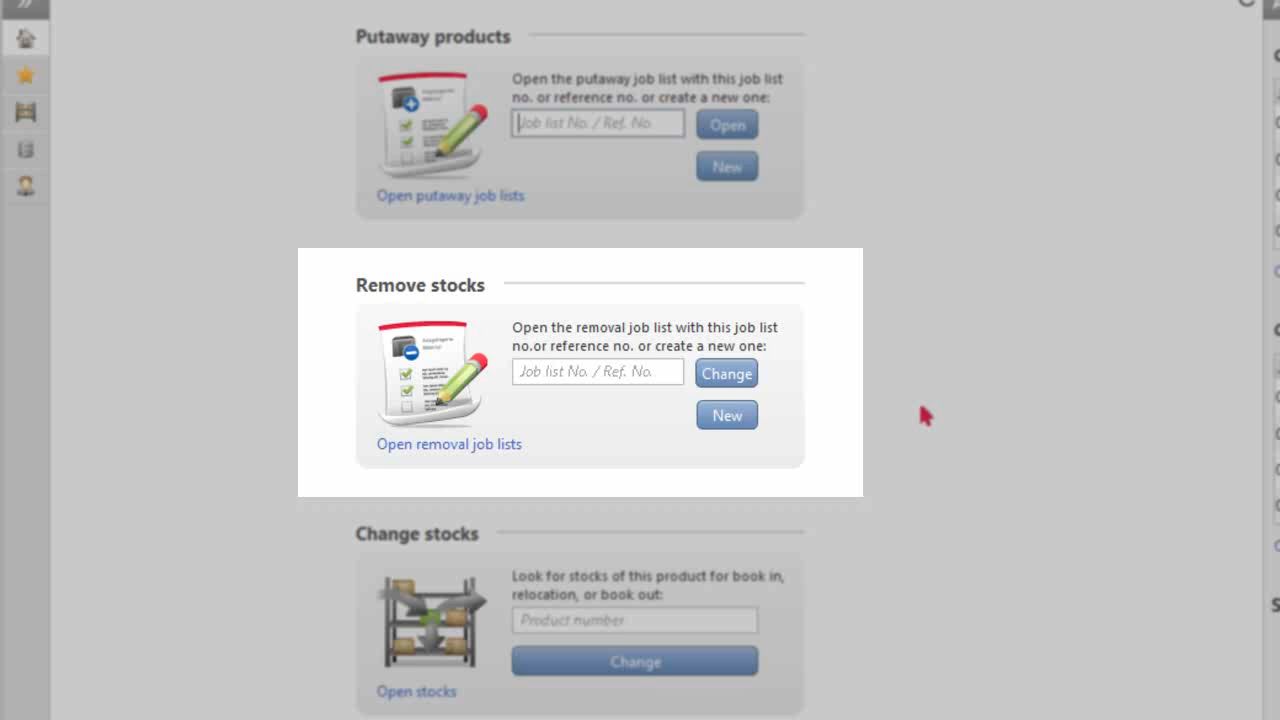 Putaway products
Open the putaway job list with this job list
no. or reference no. or create a new one:
Job list No. / Ref. No.
Open
New
Open putaway job lists
Remove stocks
Open the removal job list with this job list
no.or reference no. or create a new one:
Job list No. / Ref. No.
Change
New
Open removal job lists
Change stocks
Look for stocks of this product for book in,
relocation, or book out:
Product number
Change
Open stocks